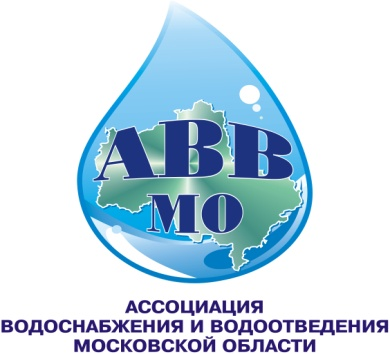 АВВ
МО
АССОЦИАЦИЯ
ВОДОСНАБЖЕНИЯ И ВОДООТВЕДЕНИЯ
МОСКОВСКОЙ ОБЛАСТИ